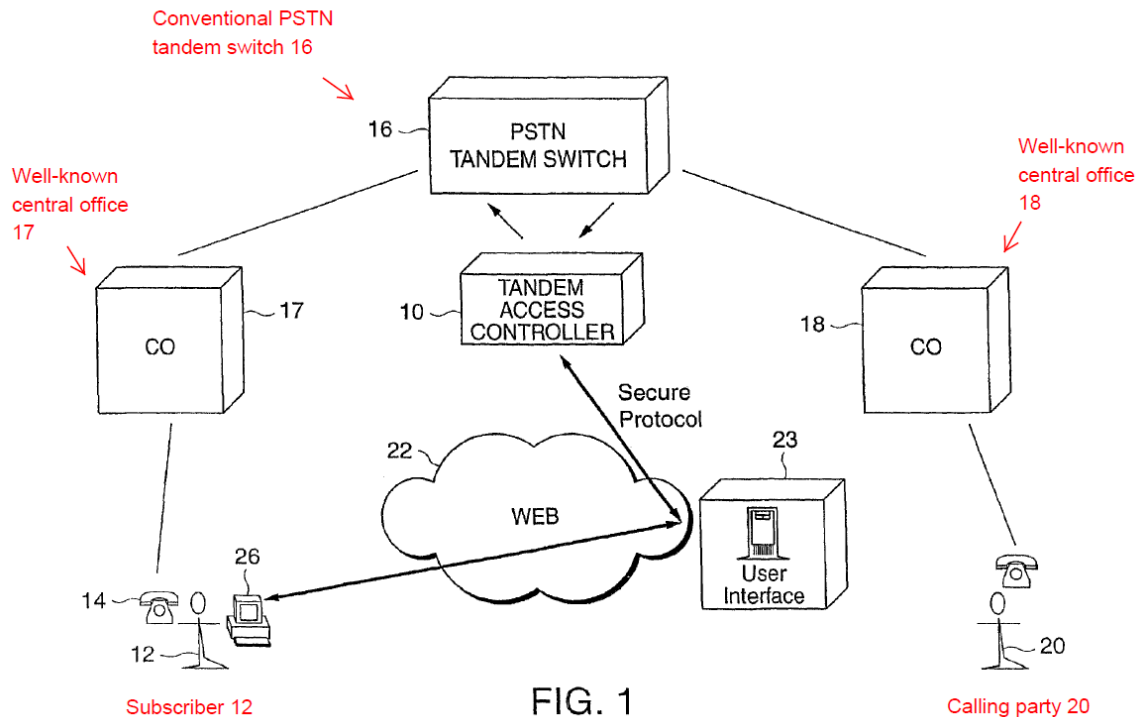 Conventional PSTN
tandem switch 16
16
PSTN
TANDEM SWITCH
Well-known
central office
17
Well-known
central office
18
TANDEM
ACCESS
CONTROLLER
10
17
CO
18
CO
Secure
Protocol
22
23
WEB
User
Interface
26
14
12
20
Subscriber 12
FIG. 1
Calling party 20